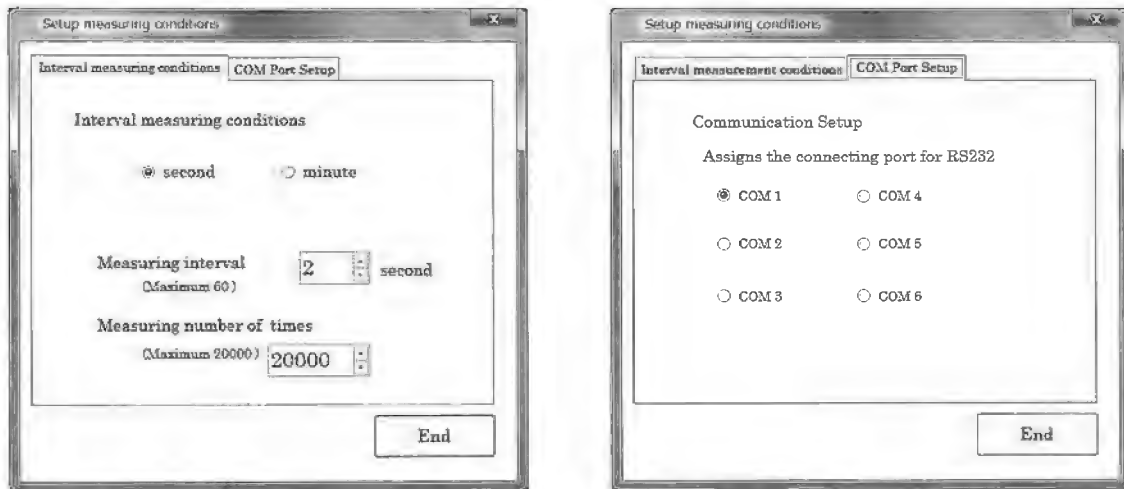 Setup measuring conditions
Interval measuring conditions COM Port Setup
Interval measuring conditions
second minute
Measuring interval 2 second
(Maximum 60)
Measuring number of times
(Maximum 20000) 20000
End
Setup measuring conditions
Interval measurement conditions COM Port Setup
Communication Setup
Assigns the connecting port for RS232
COM 1 COM 4
COM 2 COM 5
COM 3 COM 6
End